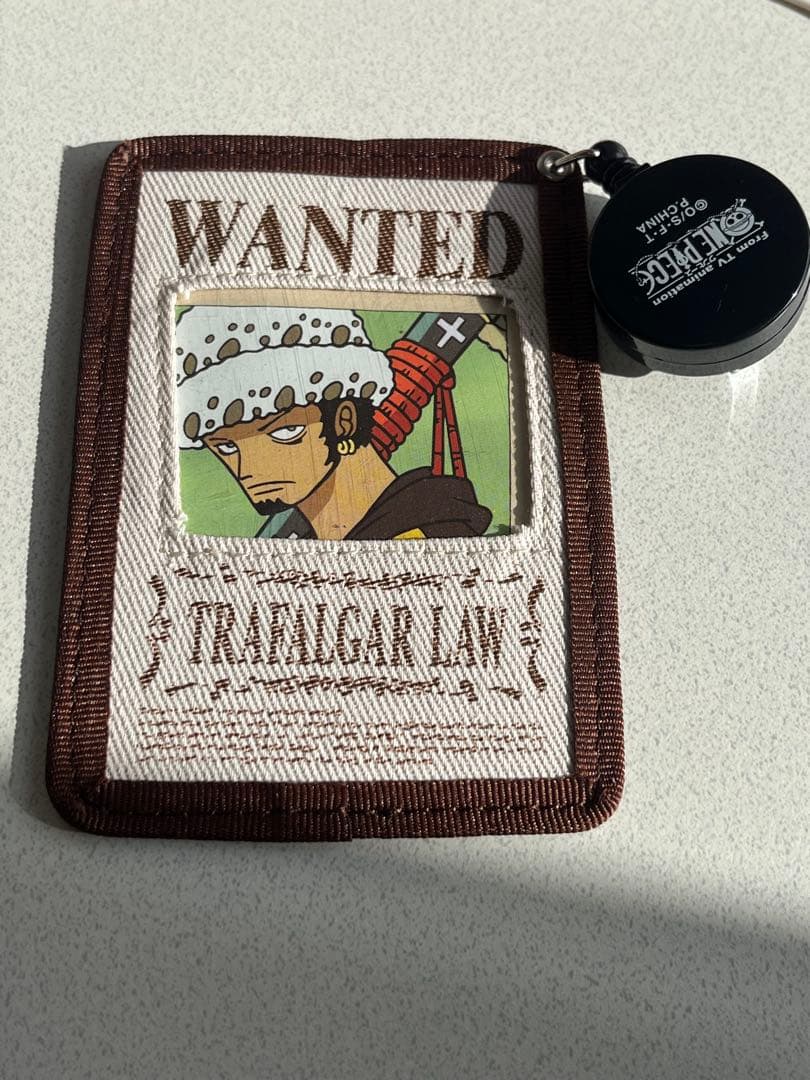 WANTED
TRAFALGAR LAW
From TV animation
ONE PIECE
©O/S・F・T
P.CHINA